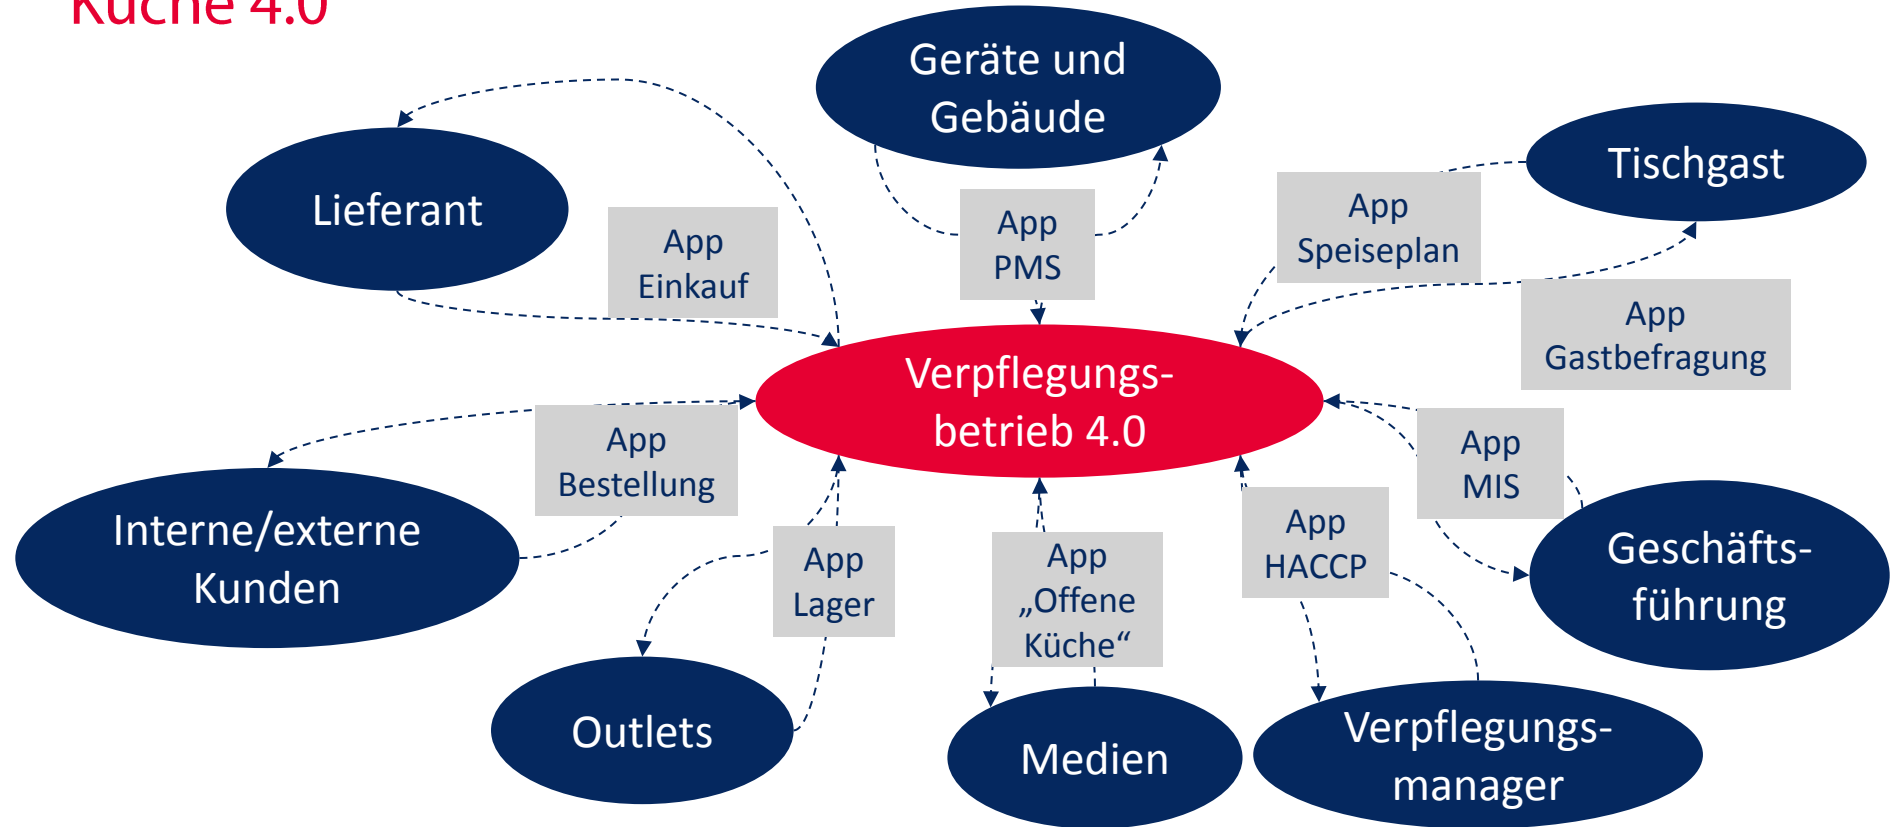 Küche 4.0
Geräte und
Gebäude
Tischgast
Lieferant
App
Einkauf
App
PMS
App
Speiseplan
App
Gastbefragung
Verpflegungs-
betrieb 4.0
App
Bestellung
App
MIS
Interne/externe
Kunden
App
Lager
App
„Offene
Küche“
App
HACCP
Geschäfts-
führung
Outlets
Medien
Verpflegungs-
manager